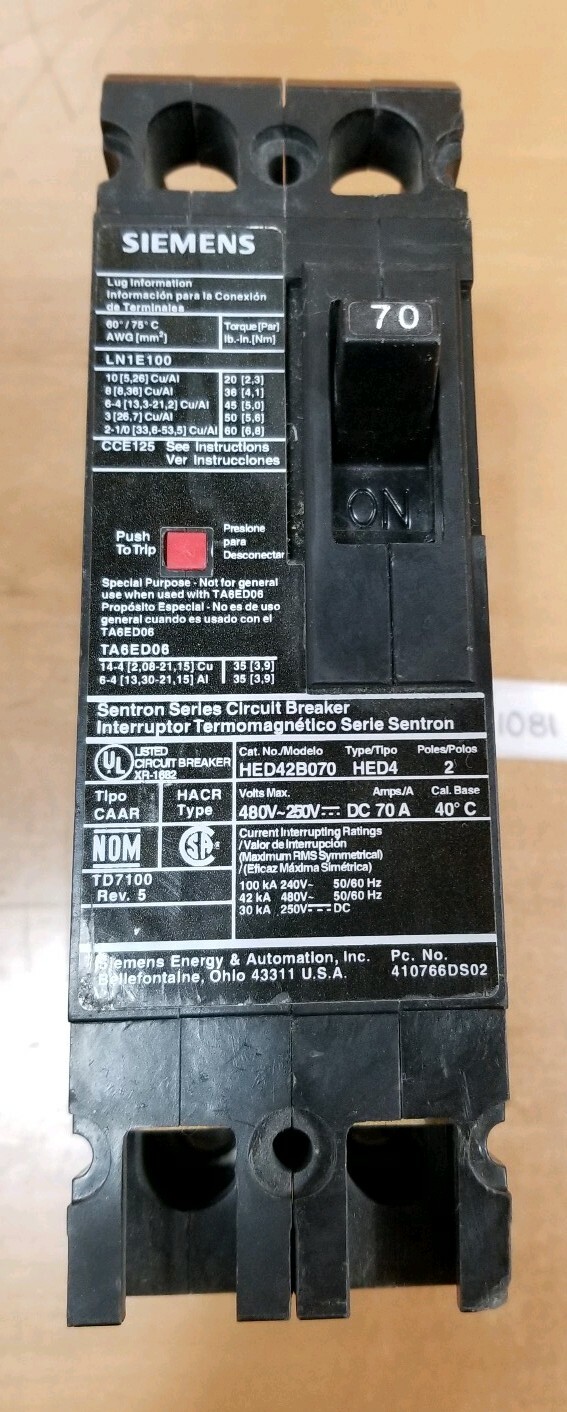 SIEMENS
70
Lug Information
Información para la Conexión
de Terminales
60°/75° C Torque [Par]
AWG [mm²] Lb.-in.[Nm]
LN1E100
10 [5,26] Cu/Al 20 [2,3]
8 [8,36] Cu/Al 36 [4,1]
6-4 [13,3-21,2] Cu/Al 45 [5,0]
3 [26,7] Cu/Al 50 [5,6]
2-1/0 [33,6-53,5] Cu/Al 60 [6,8]
CCE125 See Instructions
Ver Instrucciones
ON
Push
To Trip
Presione
para
Desconectar
Special Purpose - Not for general
use when used with TA6ED06
Propósito Especial - No es de uso
general cuando es usado con el
TA6ED06
TA6ED06
14-4 [2,08-21,15] Cu 35 [3,9]
6-4 [13,30-21,15] Al 35 [3,9]
Sentron Series Circuit Breaker
Interruptor Termomagnético Serie Sentron
UL LISTED
CIRCUIT BREAKER
XR-1682
Cat. No./Modelo Type/Tipo Poles/Polos
HED42B070 HED4 2
Tipo HACR
CAAR Type
Volts Max. Amps./A Cal. Base
480V~250V⎓ DC 70 A 40° C
NOM
SA
TD7100
Rev. 5
Current Interrupting Ratings
/Valor de Interrupción
(Maximum RMS Symmetrical)
/(Eficaz Máxima Simétrica)
100 kA 240V~ 50/60 Hz
42 kA 480V~ 50/60 Hz
30 kA 250V⎓DC
Siemens Energy & Automation, Inc. Pc. No.
Bellefontaine, Ohio 43311 U.S.A. 410766DS02